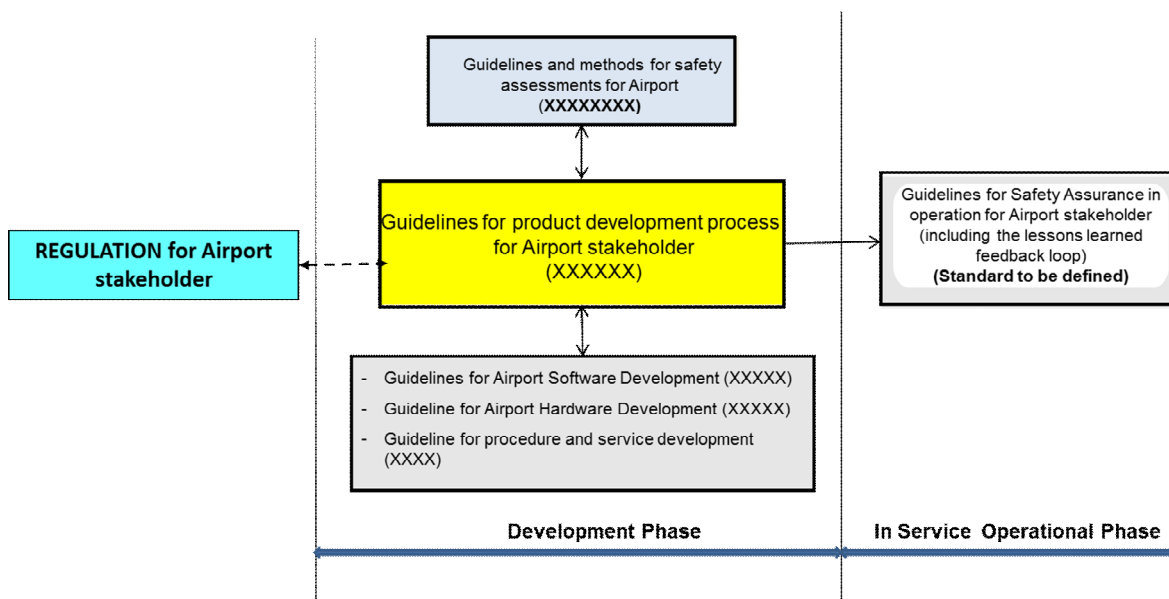 Guidelines and methods for safety
assessments for Airport
(XXXXXXXX)
REGULATION for Airport
stakeholder
Guidelines for product development process
for Airport stakeholder
(XXXXXX)
Guidelines for Safety Assurance in
operation for Airport stakeholder
(including the lessons learned
feedback loop)
(Standard to be defined)
- Guidelines for Airport Software Development (XXXXX)
- Guideline for Airport Hardware Development (XXXXX)
- Guideline for procedure and service development
(XXXX)
Development Phase
In Service Operational Phase